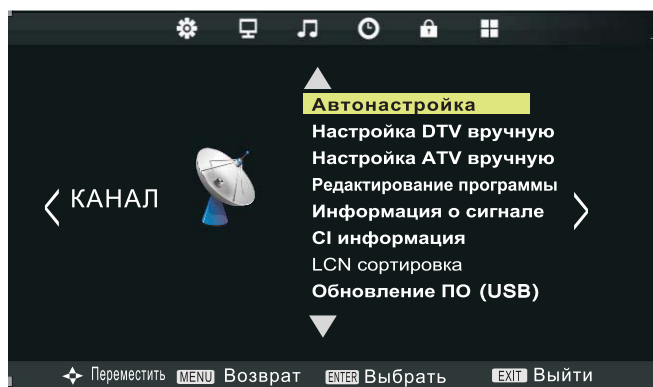 КАНАЛ
Автонастройка
Настройка DTV вручную
Настройка ATV вручную
Редактирование программы
Информация о сигнале
CI информация
LCN сортировка
Обновление ПО (USB)
Переместить MENU Возврат ENTER Выбрать EXIT Выйти